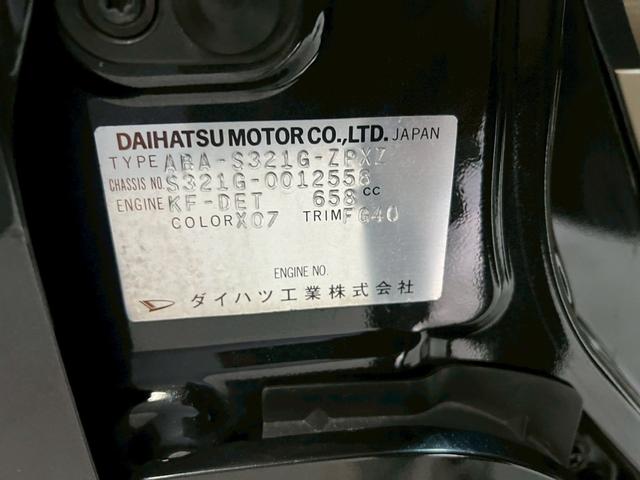 DAIHATSU MOTOR CO.,LTD. JAPAN
TYPE ABA-S321G-ZPXZ
CHASSIS NO. S321G-0012558
ENGINE KF-DET 658 CC
COLOR X07 TRIM FG40
ENGINE NO.
ダイハツ工業株式会社